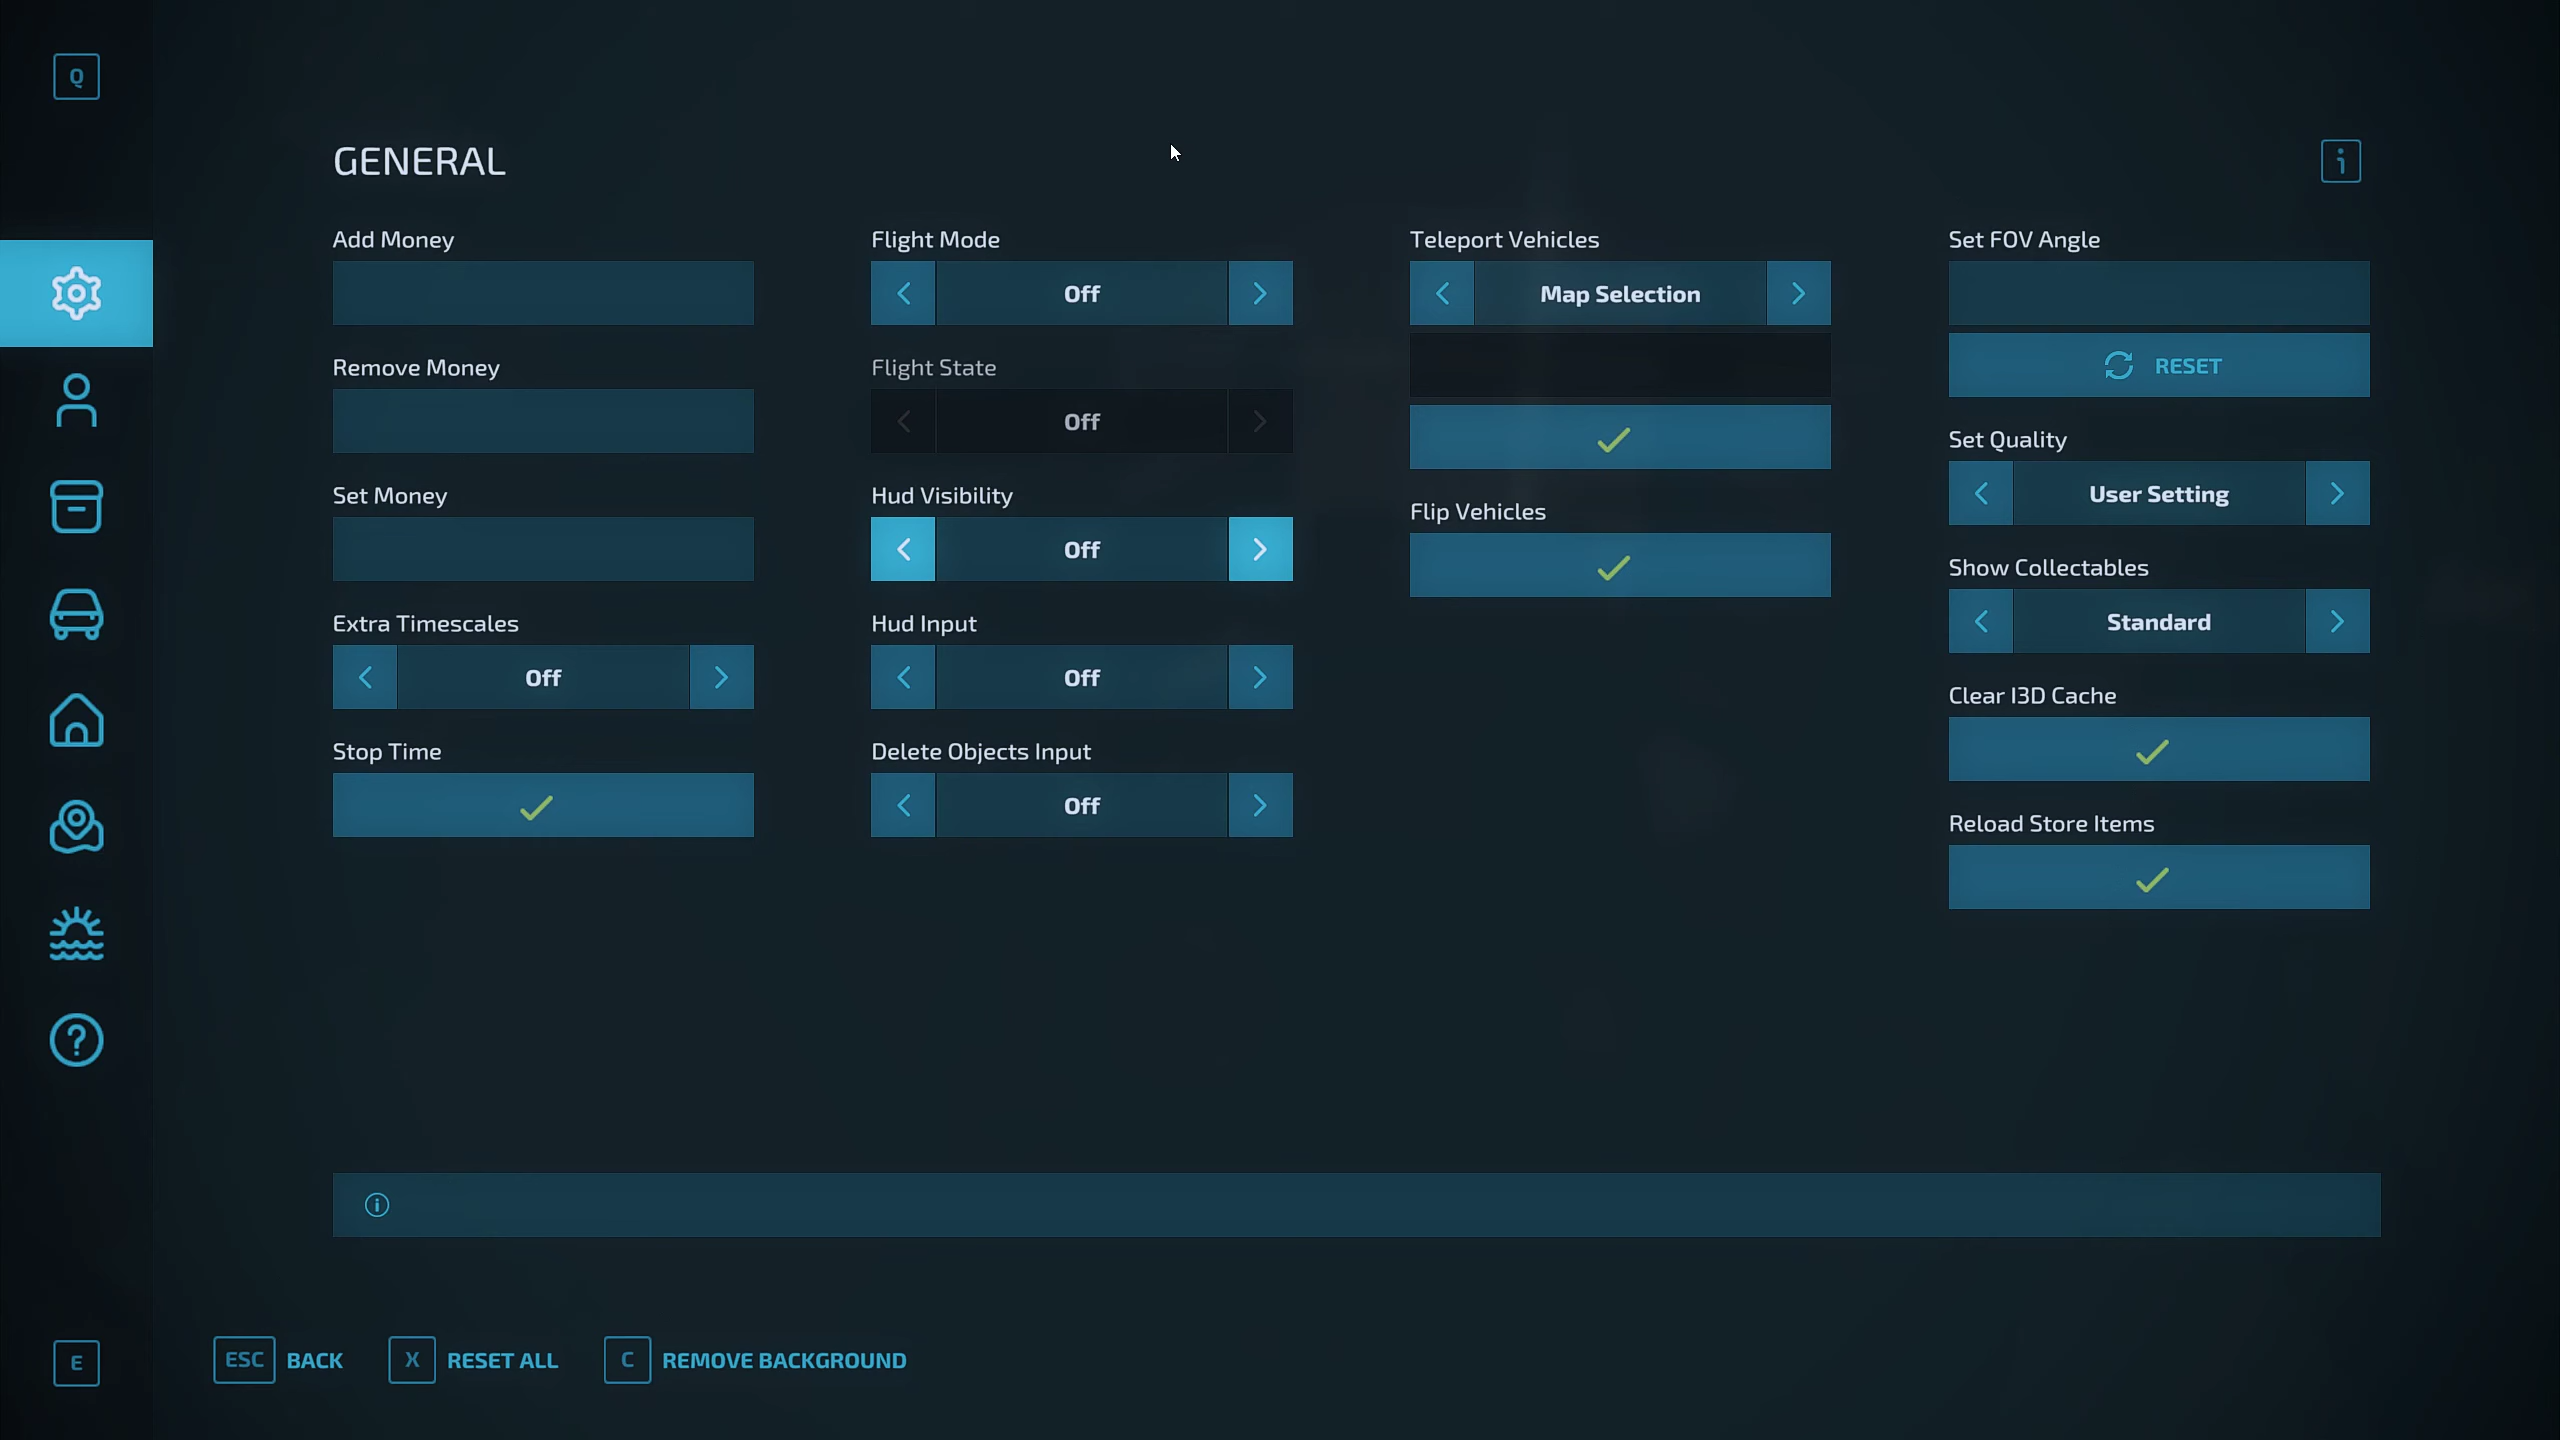 Q
GENERAL
Add Money
Remove Money
Set Money
Extra Timescales
Off
Stop Time
Flight Mode
Off
Flight State
Off
Hud Visibility
Off
Hud Input
Off
Delete Objects Input
Off
Teleport Vehicles
Map Selection
Flip Vehicles
Set FOV Angle
RESET
Set Quality
User Setting
Show Collectables
Standard
Clear I3D Cache
Reload Store Items
E
ESC BACK
X RESET ALL
C REMOVE BACKGROUND